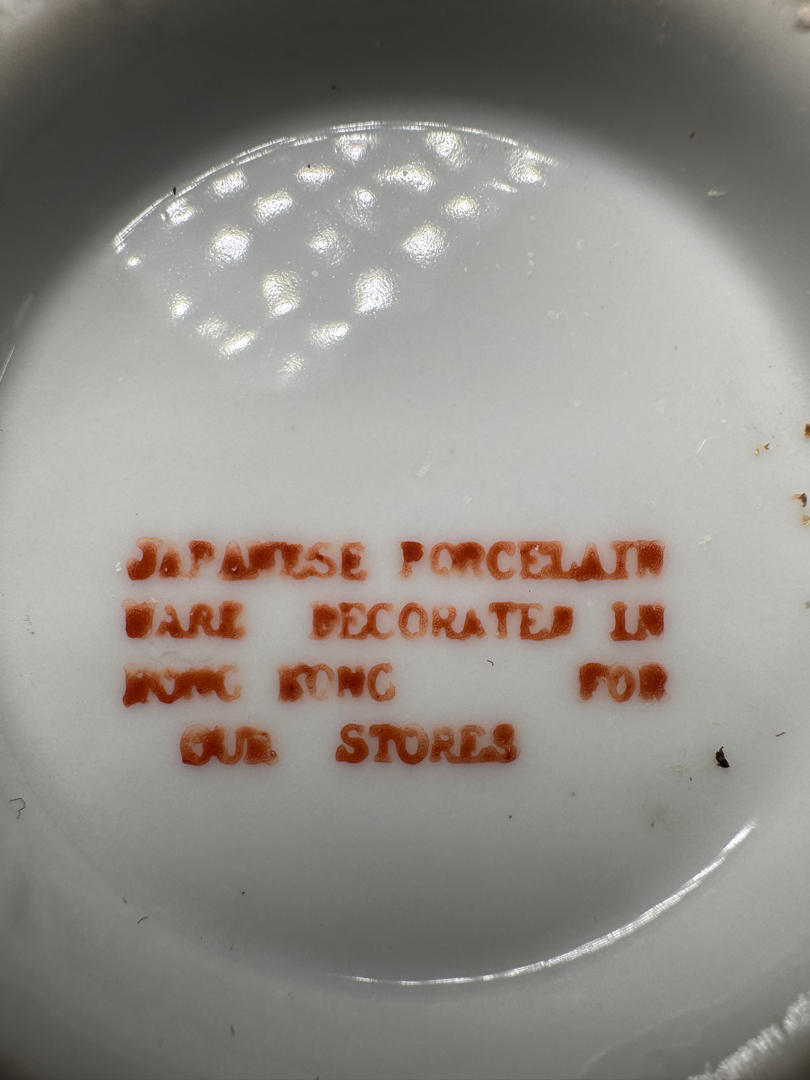 JAPANESE PORCELAIN
WARE DECORATED IN
HONG KONG FOR
OUR STORES